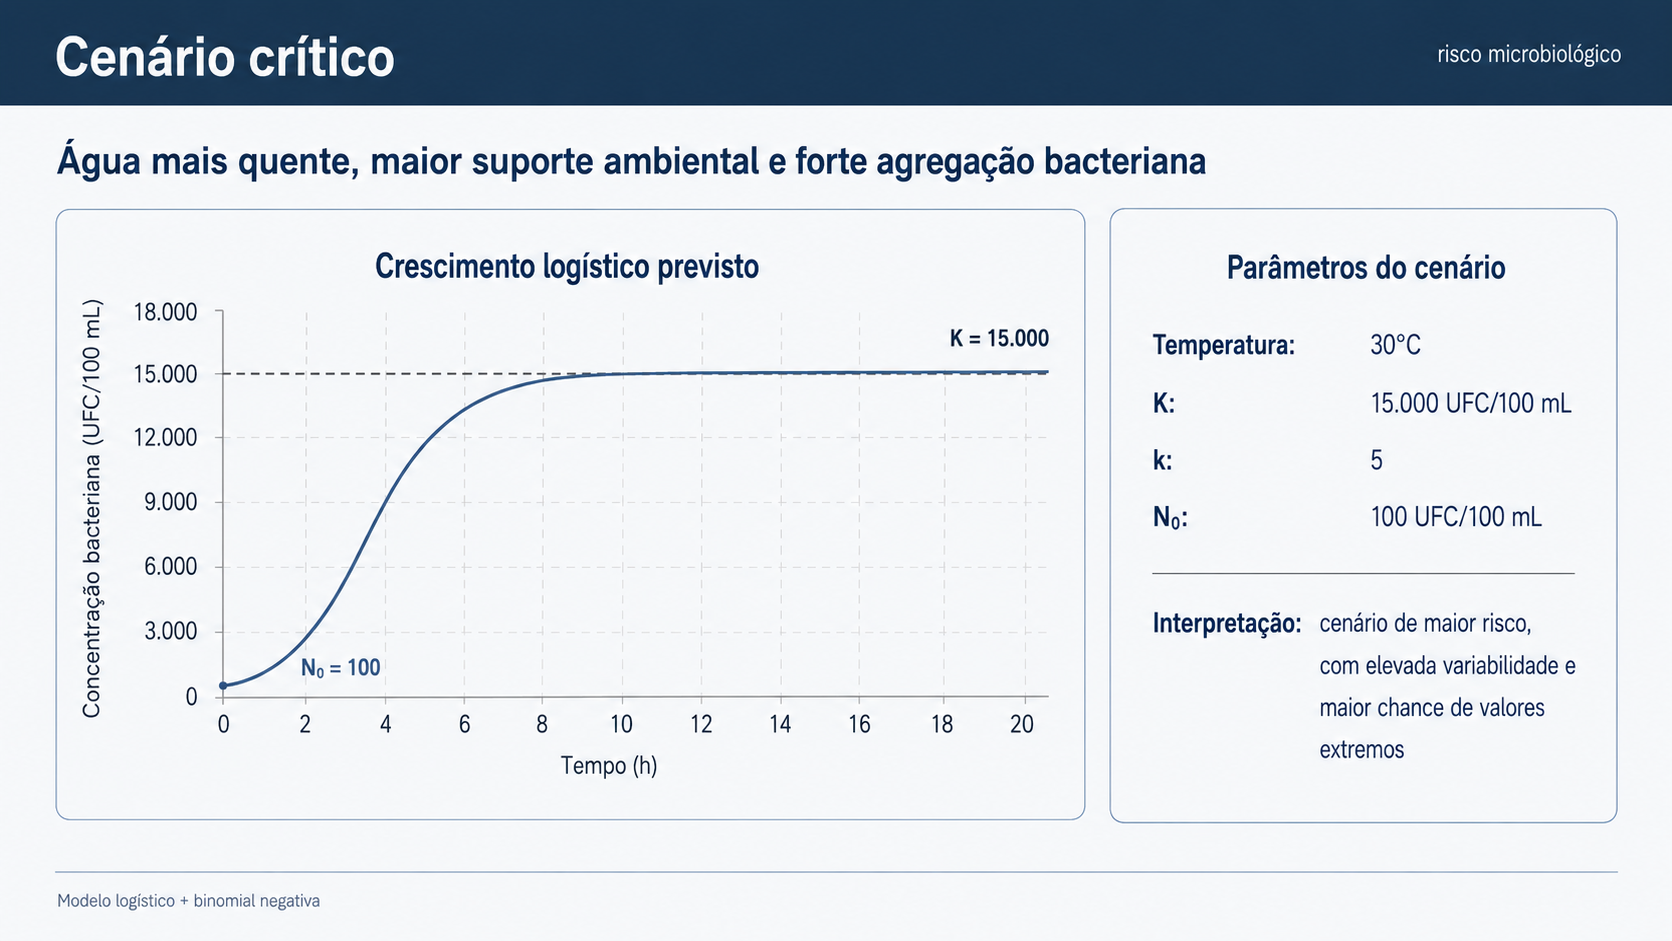 Cenário crítico
risco microbiológico
Água mais quente, maior suporte ambiental e forte agregação bacteriana
Crescimento logístico previsto
Concentração bacteriana (UFC/100 mL)
18.000
15.000
12.000
9.000
6.000
3.000
0
K = 15.000
N₀ = 100
0 2 4 6 8 10 12 14 16 18 20
Tempo (h)
Parâmetros do cenário
Temperatura: 30°C
K: 15.000 UFC/100 mL
k: 5
N₀: 100 UFC/100 mL
Interpretação: cenário de maior risco,
com elevada variabilidade e
maior chance de valores
extremos
Modelo logístico + binomial negativa